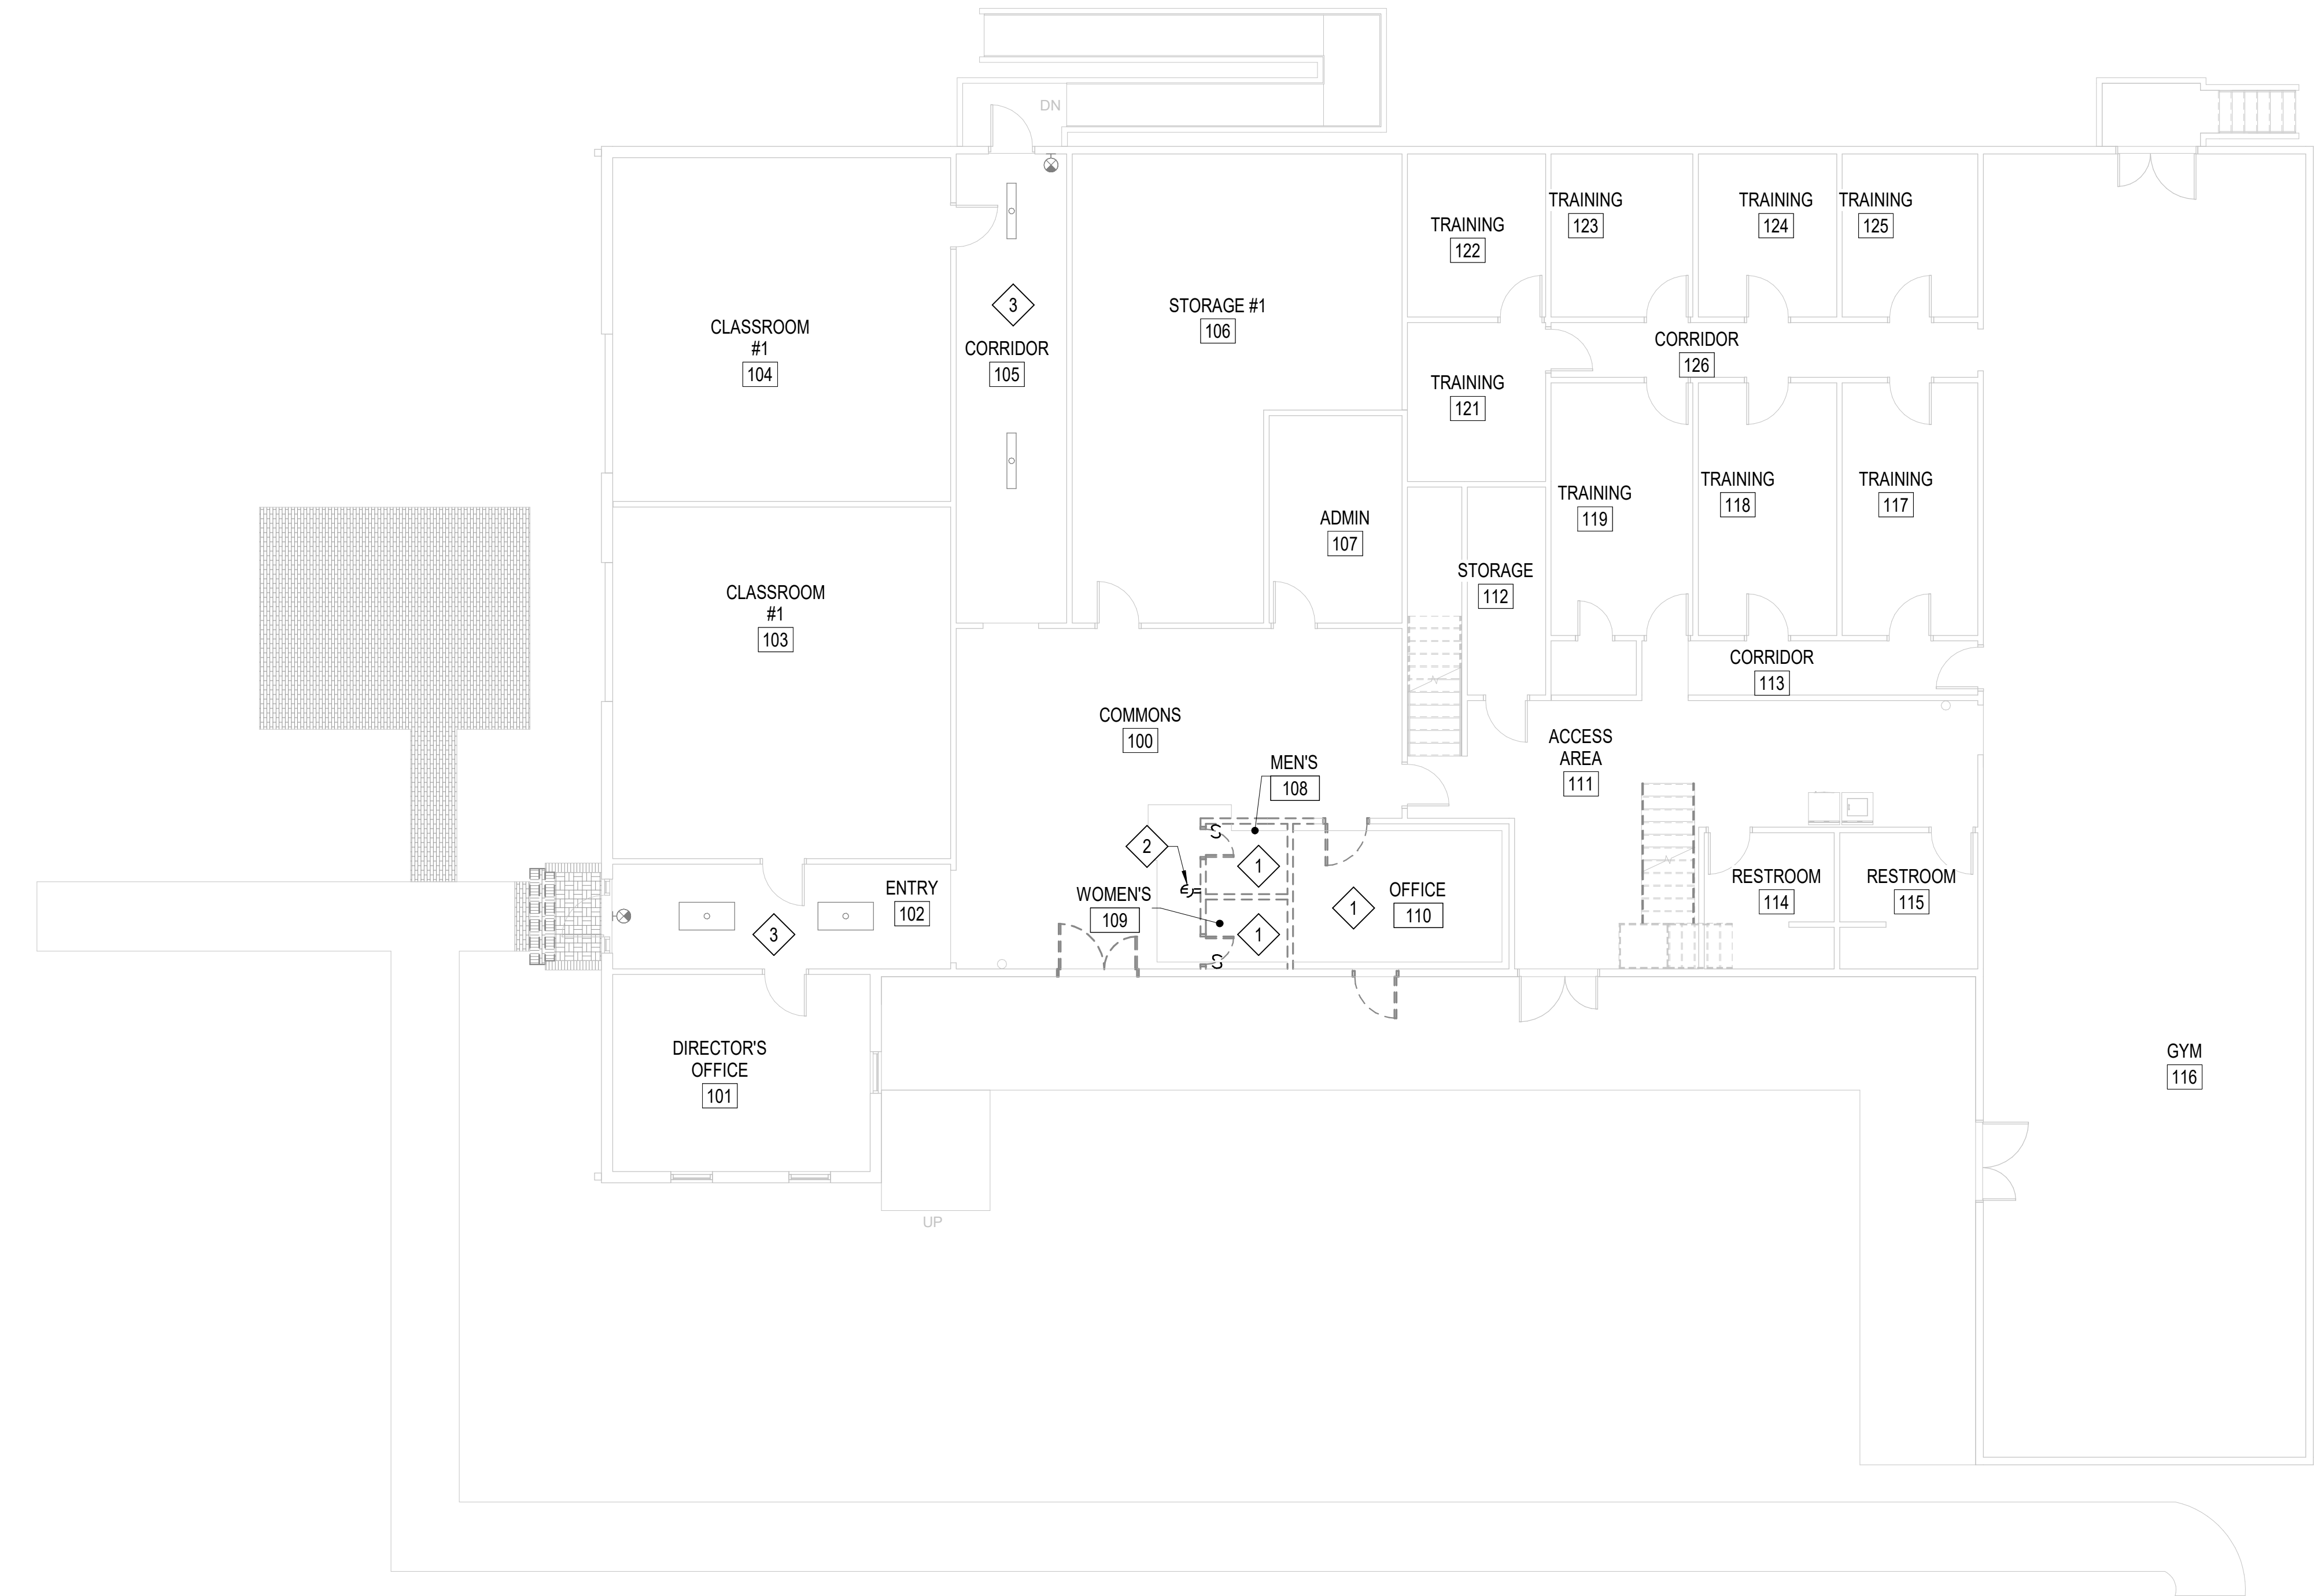 DN
TRAINING
123
TRAINING
124
TRAINING
125
TRAINING
122
3
STORAGE #1
106
CLASSROOM
#1
104
CORRIDOR
105
CORRIDOR
126
TRAINING
121
TRAINING
119
TRAINING
118
TRAINING
117
ADMIN
107
STORAGE
112
CLASSROOM
#1
103
CORRIDOR
113
COMMONS
100
ACCESS
AREA
111
MEN'S
108
S
2
1
S
WOMEN'S
109
1
S
1
OFFICE
110
ENTRY
102
3
RESTROOM
114
RESTROOM
115
DIRECTOR'S
OFFICE
101
GYM
116
UP